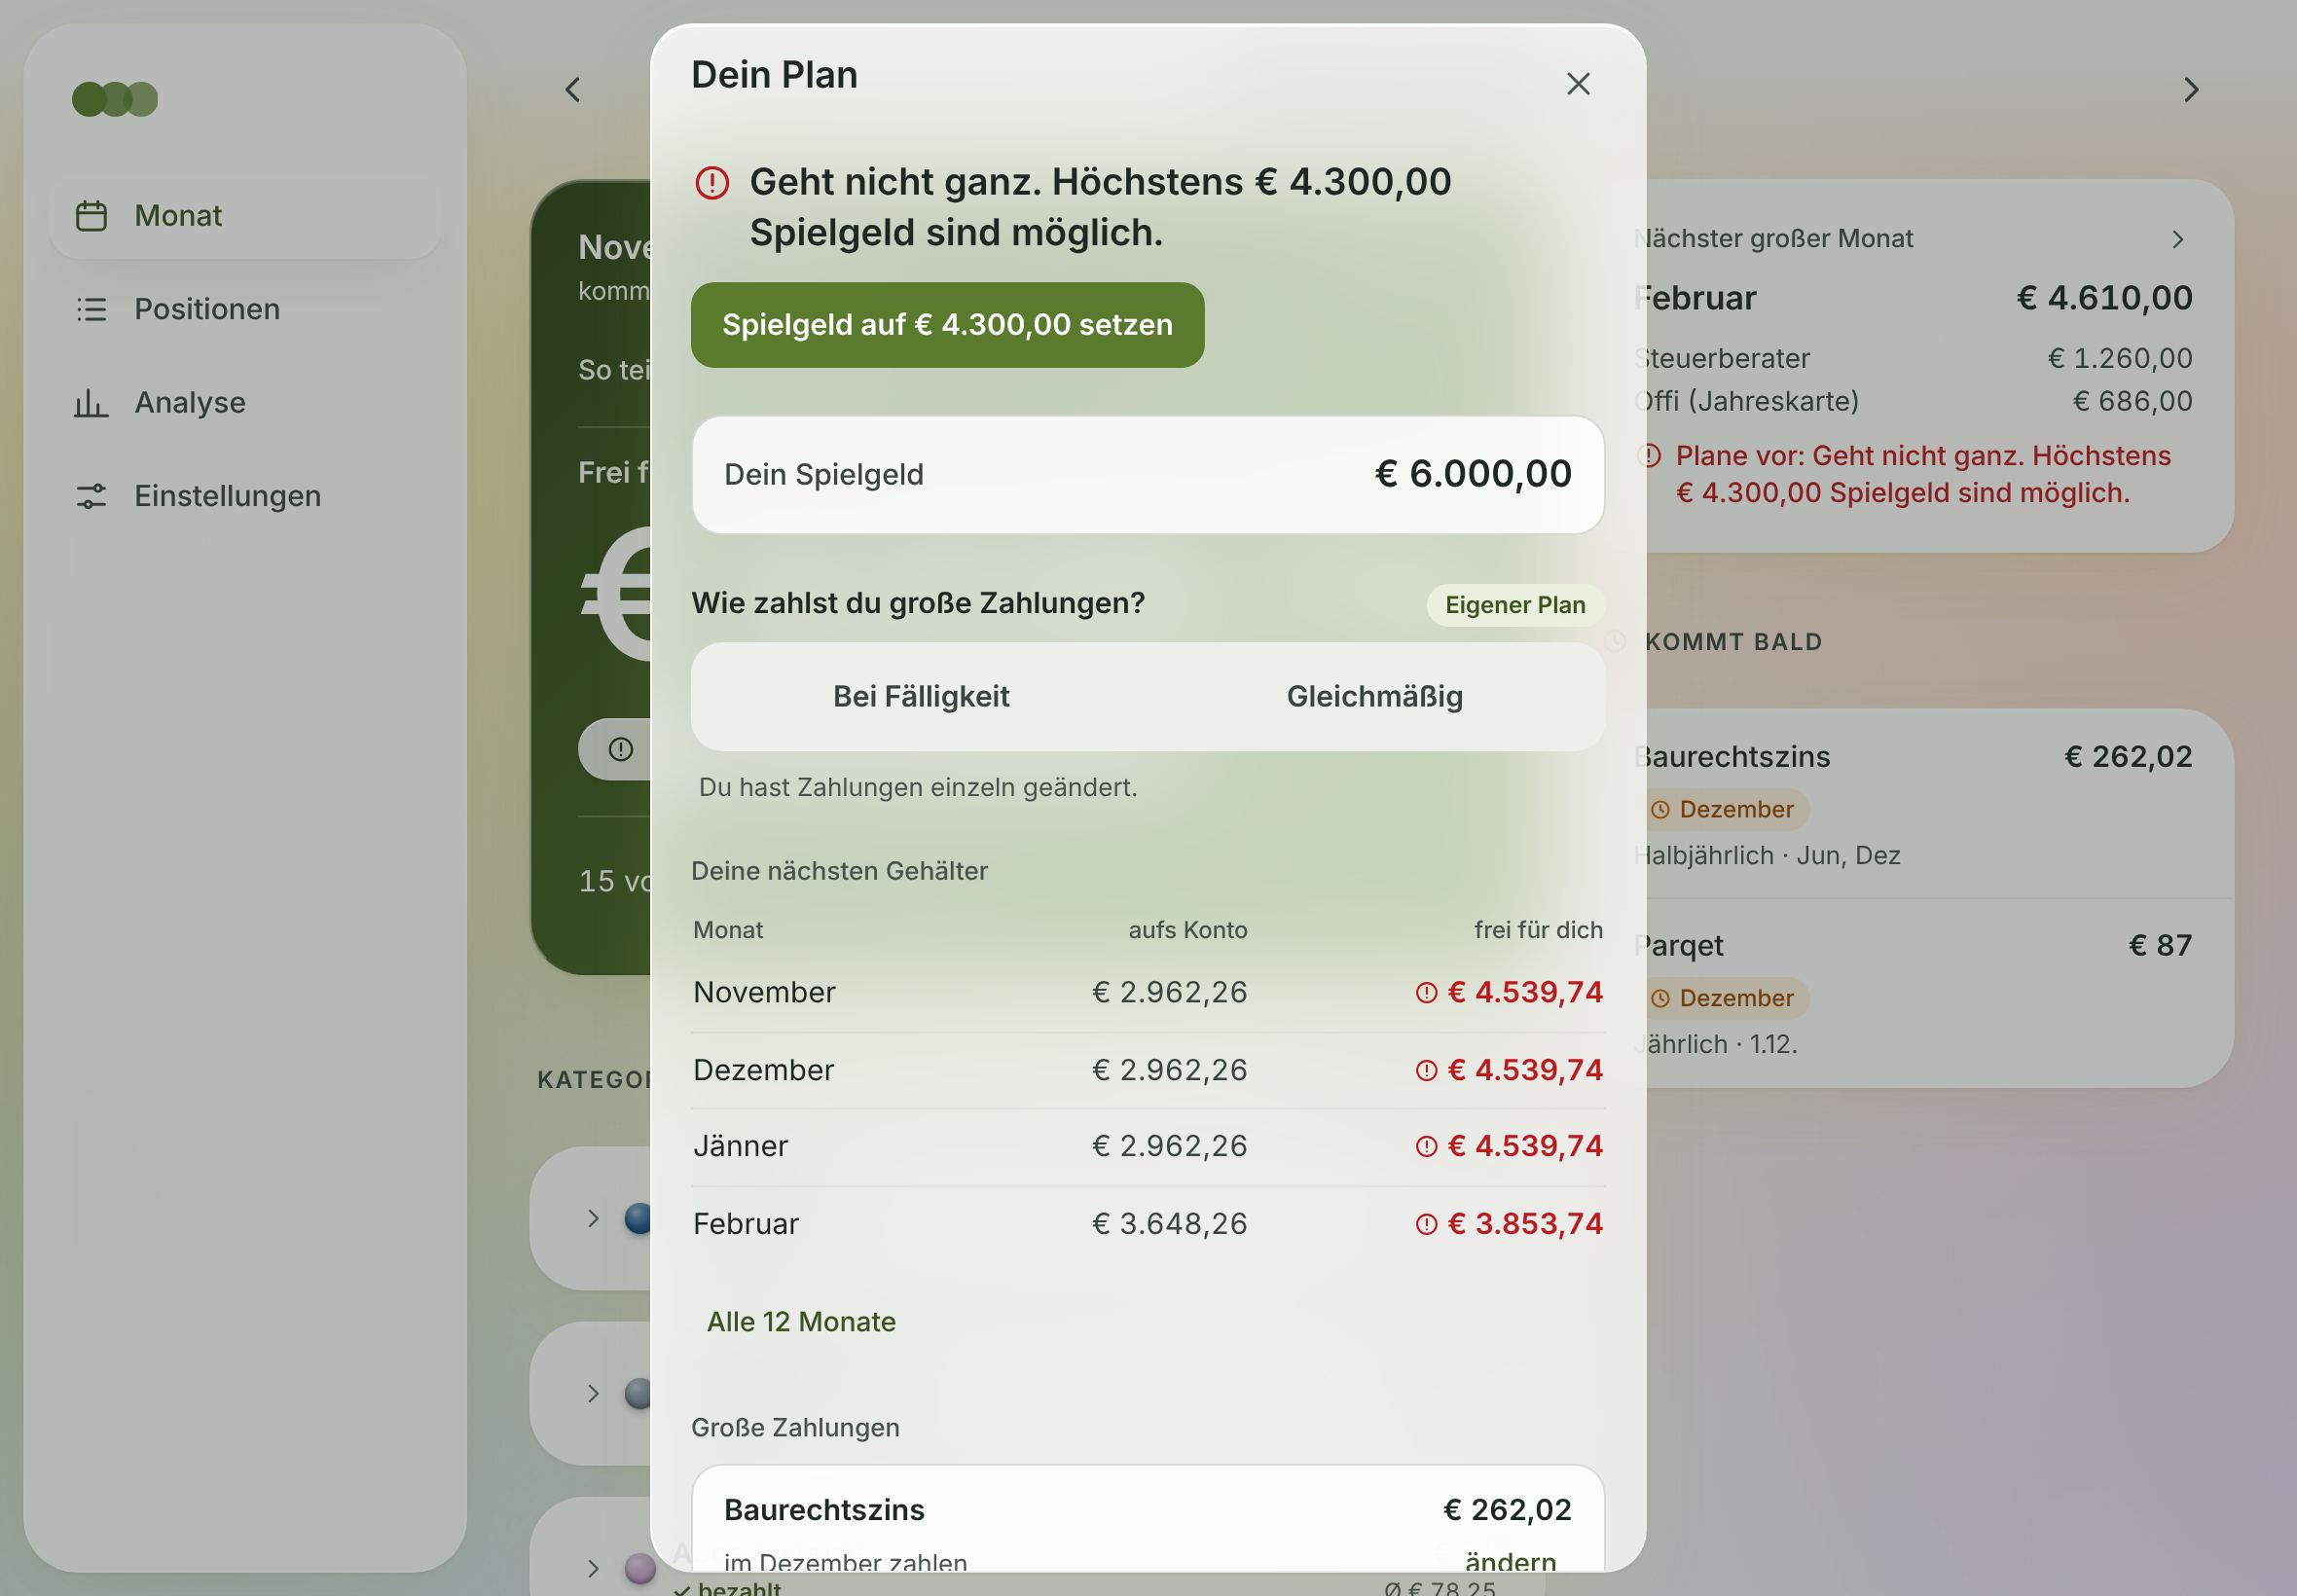 Monat
Positionen
Analyse
Einstellungen
Nove
komm
So tei
Frei f
€
15 vo
KATEGOR
Dein Plan
Geht nicht ganz. Höchstens € 4.300,00
Spielgeld sind möglich.
Spielgeld auf € 4.300,00 setzen
Dein Spielgeld € 6.000,00
Wie zahlst du große Zahlungen? Eigener Plan
Bei Fälligkeit Gleichmäßig
Du hast Zahlungen einzeln geändert.
Deine nächsten Gehälter
Monat aufs Konto frei für dich
November € 2.962,26 € 4.539,74
Dezember € 2.962,26 € 4.539,74
Jänner € 2.962,26 € 4.539,74
Februar € 3.648,26 € 3.853,74
Alle 12 Monate
Große Zahlungen
Baurechtszins € 262,02
im Dezember zahlen ändern
bezahlt Ø € 78,25
Nächster großer Monat
Februar € 4.610,00
Steuerberater € 1.260,00
Öffi (Jahreskarte) € 686,00
Plane vor: Geht nicht ganz. Höchstens
€ 4.300,00 Spielgeld sind möglich.
KOMMT BALD
Baurechtszins € 262,02
Dezember
Halbjährlich · Jun, Dez
Parqet € 87
Dezember
Jährlich · 1.12.